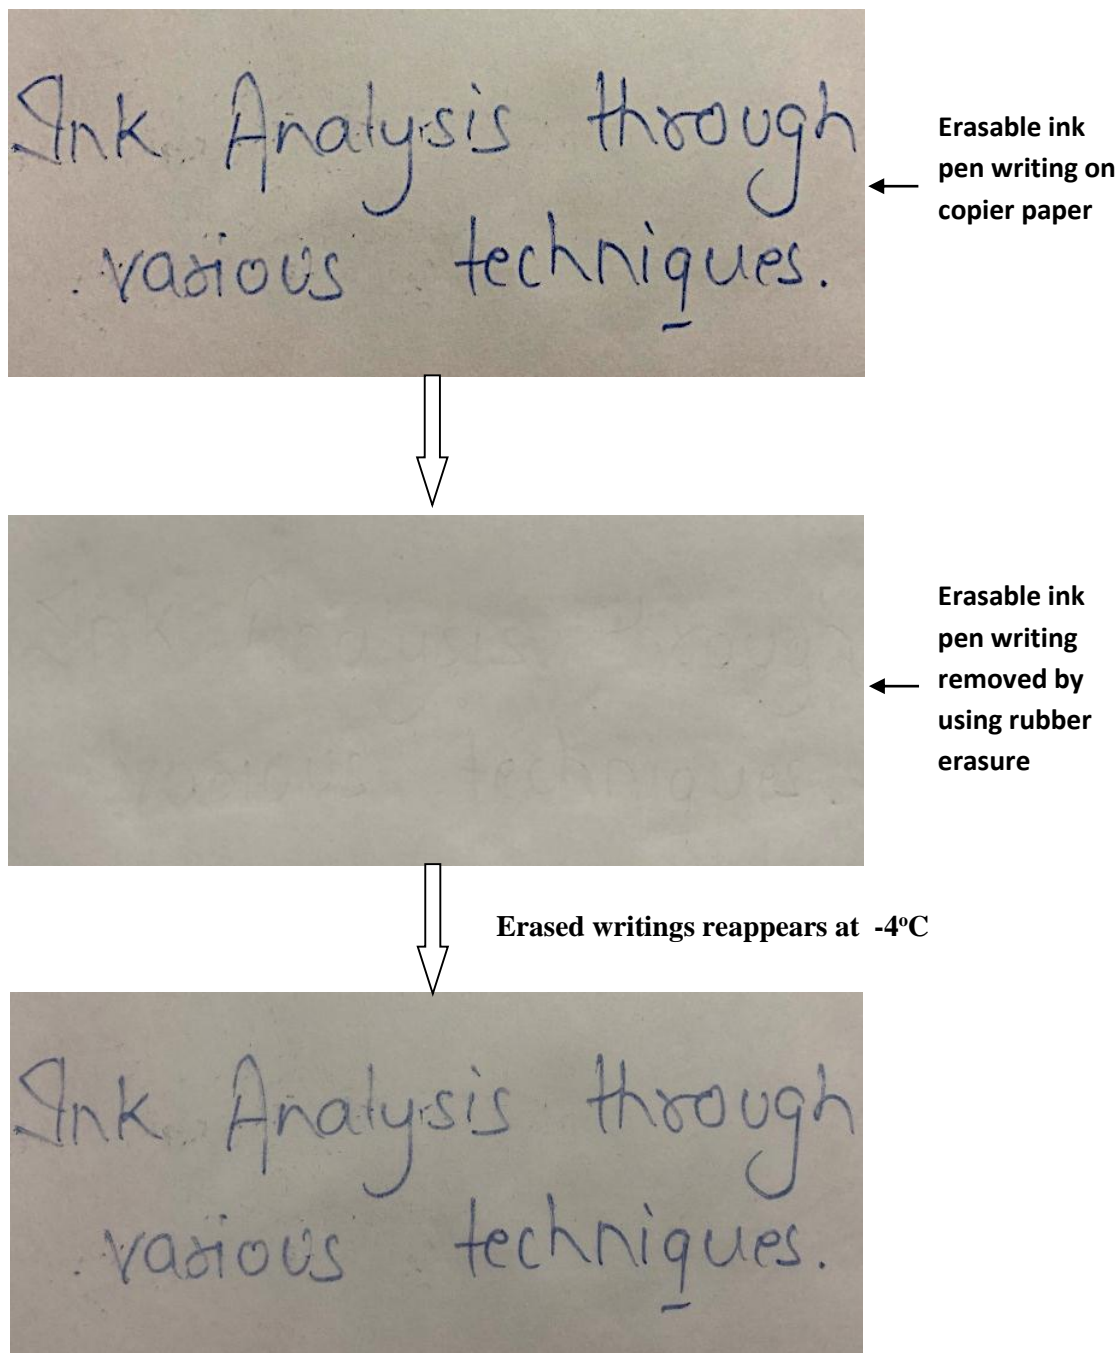 Ink Analysis through
various techniques.
Erasable ink
pen writing on
copier paper
Erasable ink
pen writing
removed by
using rubber
erasure
Erased writings reappears at -4°C
Ink Analysis through
various techniques.